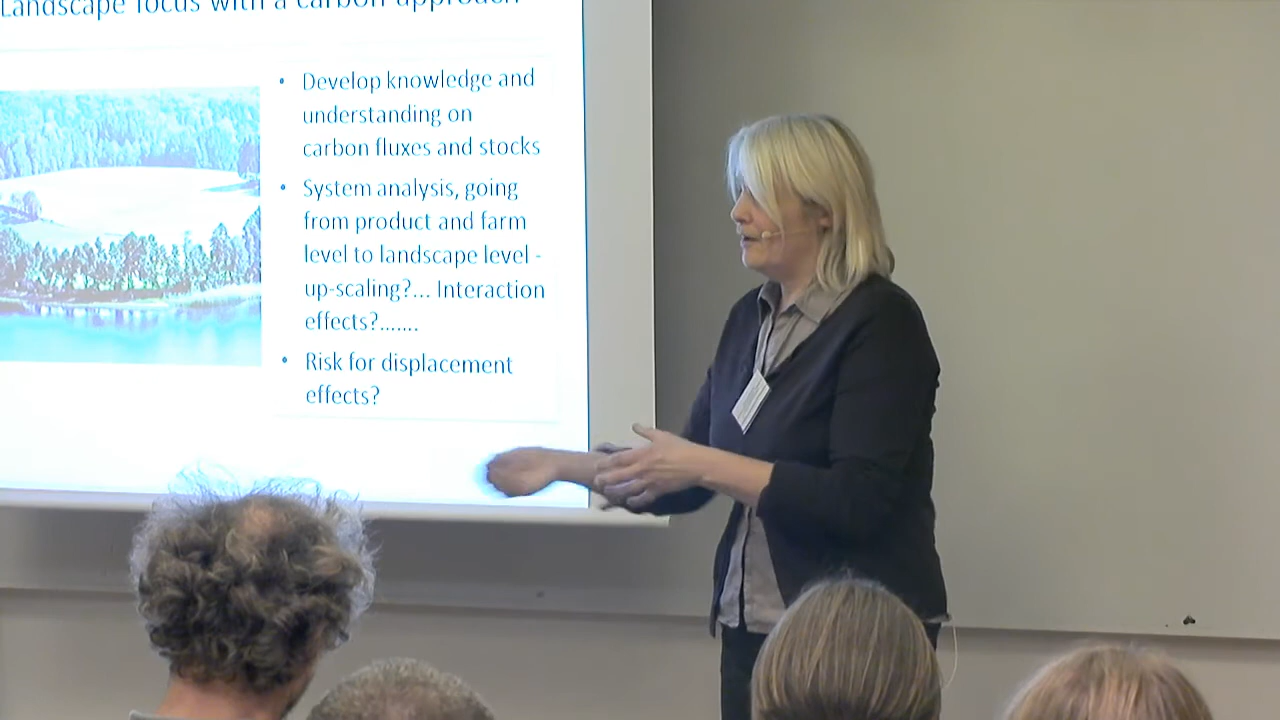 Landscape focus with a carbon approach
• Develop knowledge and
understanding on
carbon fluxes and stocks
• System analysis, going
from product and farm
level to landscape level -
up-scaling?... Interaction
effects?.......
• Risk for displacement
effects?